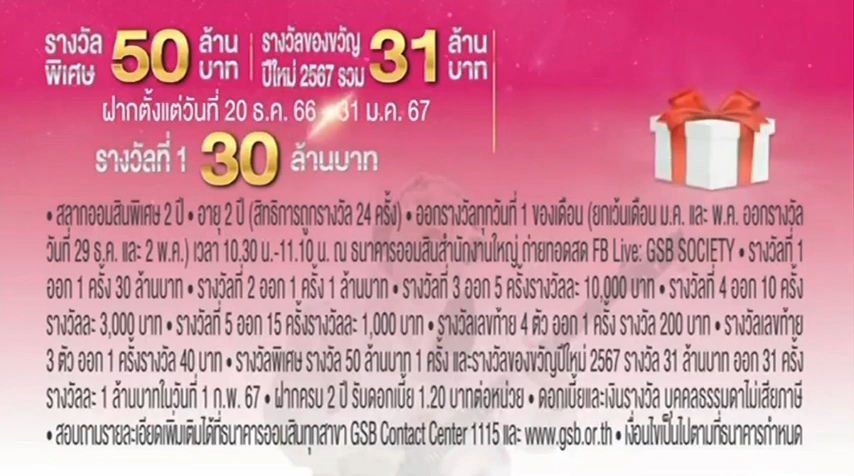 รางวัลพิเศษ 50 ล้านบาท | รางวัลของขวัญปีใหม่ 2567 รวม 31 ล้านบาท
ฝากตั้งแต่วันที่ 20 ธ.ค. 66 - 31 ม.ค. 67
รางวัลที่ 1 30 ล้านบาท
• สลากออมสินพิเศษ 2 ปี • อายุ 2 ปี (สิทธิการถูกรางวัล 24 ครั้ง) • ออกรางวัลทุกวันที่ 1 ของเดือน (ยกเว้นเดือน ม.ค. และ พ.ค. ออกรางวัล
วันที่ 29 ธ.ค. และ 2 พ.ค.) เวลา 10.30 น.-11.10 น. ณ ธนาคารออมสินสำนักงานใหญ่ ถ่ายทอดสด FB Live: GSB SOCIETY • รางวัลที่ 1
ออก 1 ครั้ง 30 ล้านบาท • รางวัลที่ 2 ออก 1 ครั้ง 1 ล้านบาท • รางวัลที่ 3 ออก 5 ครั้งรางวัลละ 10,000 บาท • รางวัลที่ 4 ออก 10 ครั้ง
รางวัลละ 3,000 บาท • รางวัลที่ 5 ออก 15 ครั้งรางวัลละ 1,000 บาท • รางวัลเลขท้าย 4 ตัว ออก 1 ครั้ง รางวัล 200 บาท • รางวัลเลขท้าย
3 ตัว ออก 1 ครั้งรางวัล 40 บาท • รางวัลพิเศษ รางวัล 50 ล้านบาท 1 ครั้ง และรางวัลของขวัญปีใหม่ 2567 รางวัล 31 ล้านบาท ออก 31 ครั้ง
รางวัลละ 1 ล้านบาทในวันที่ 1 ก.พ. 67 • ฝากครบ 2 ปี รับดอกเบี้ย 1.20 บาทต่อหน่วย • ดอกเบี้ยและเงินรางวัล บุคคลธรรมดาไม่เสียภาษี
• สอบถามรายละเอียดเพิ่มเติมได้ที่ธนาคารออมสินทุกสาขา GSB Contact Center 1115 และ www.gsb.or.th • เงื่อนไขเป็นไปตามที่ธนาคารกำหนด